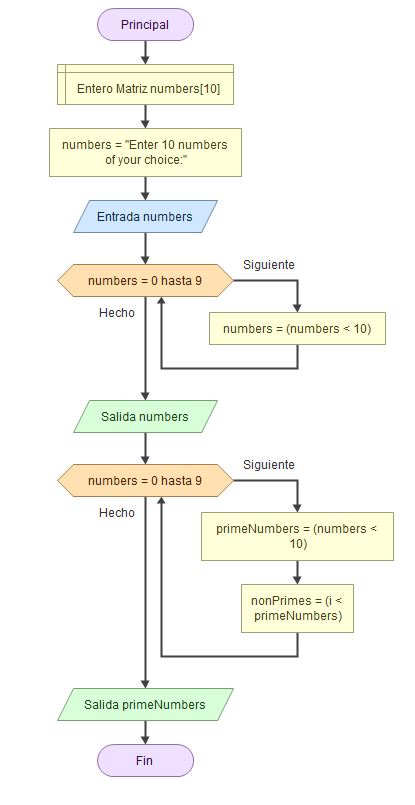 Principal
Entero Matriz numbers[10]
numbers = "Enter 10 numbers
of your choice:"
Entrada numbers
numbers = 0 hasta 9
Siguiente
numbers = (numbers < 10)
Hecho
Salida numbers
numbers = 0 hasta 9
Siguiente
Hecho
primeNumbers = (numbers <
10)
nonPrimes = (i <
primeNumbers)
Salida primeNumbers
Fin